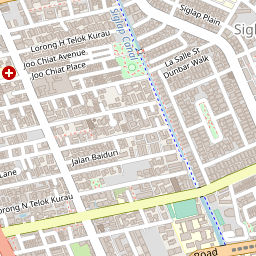 Siglap Plain
Sigl
Lorong H Telok Kurau
Joo Chiat Avenue
Joo Chiat Place
Siglap Canal
La Salle St
Dunbar Walk
Jalan Baidun
Lane
Lorong N Telok Kurau
Road